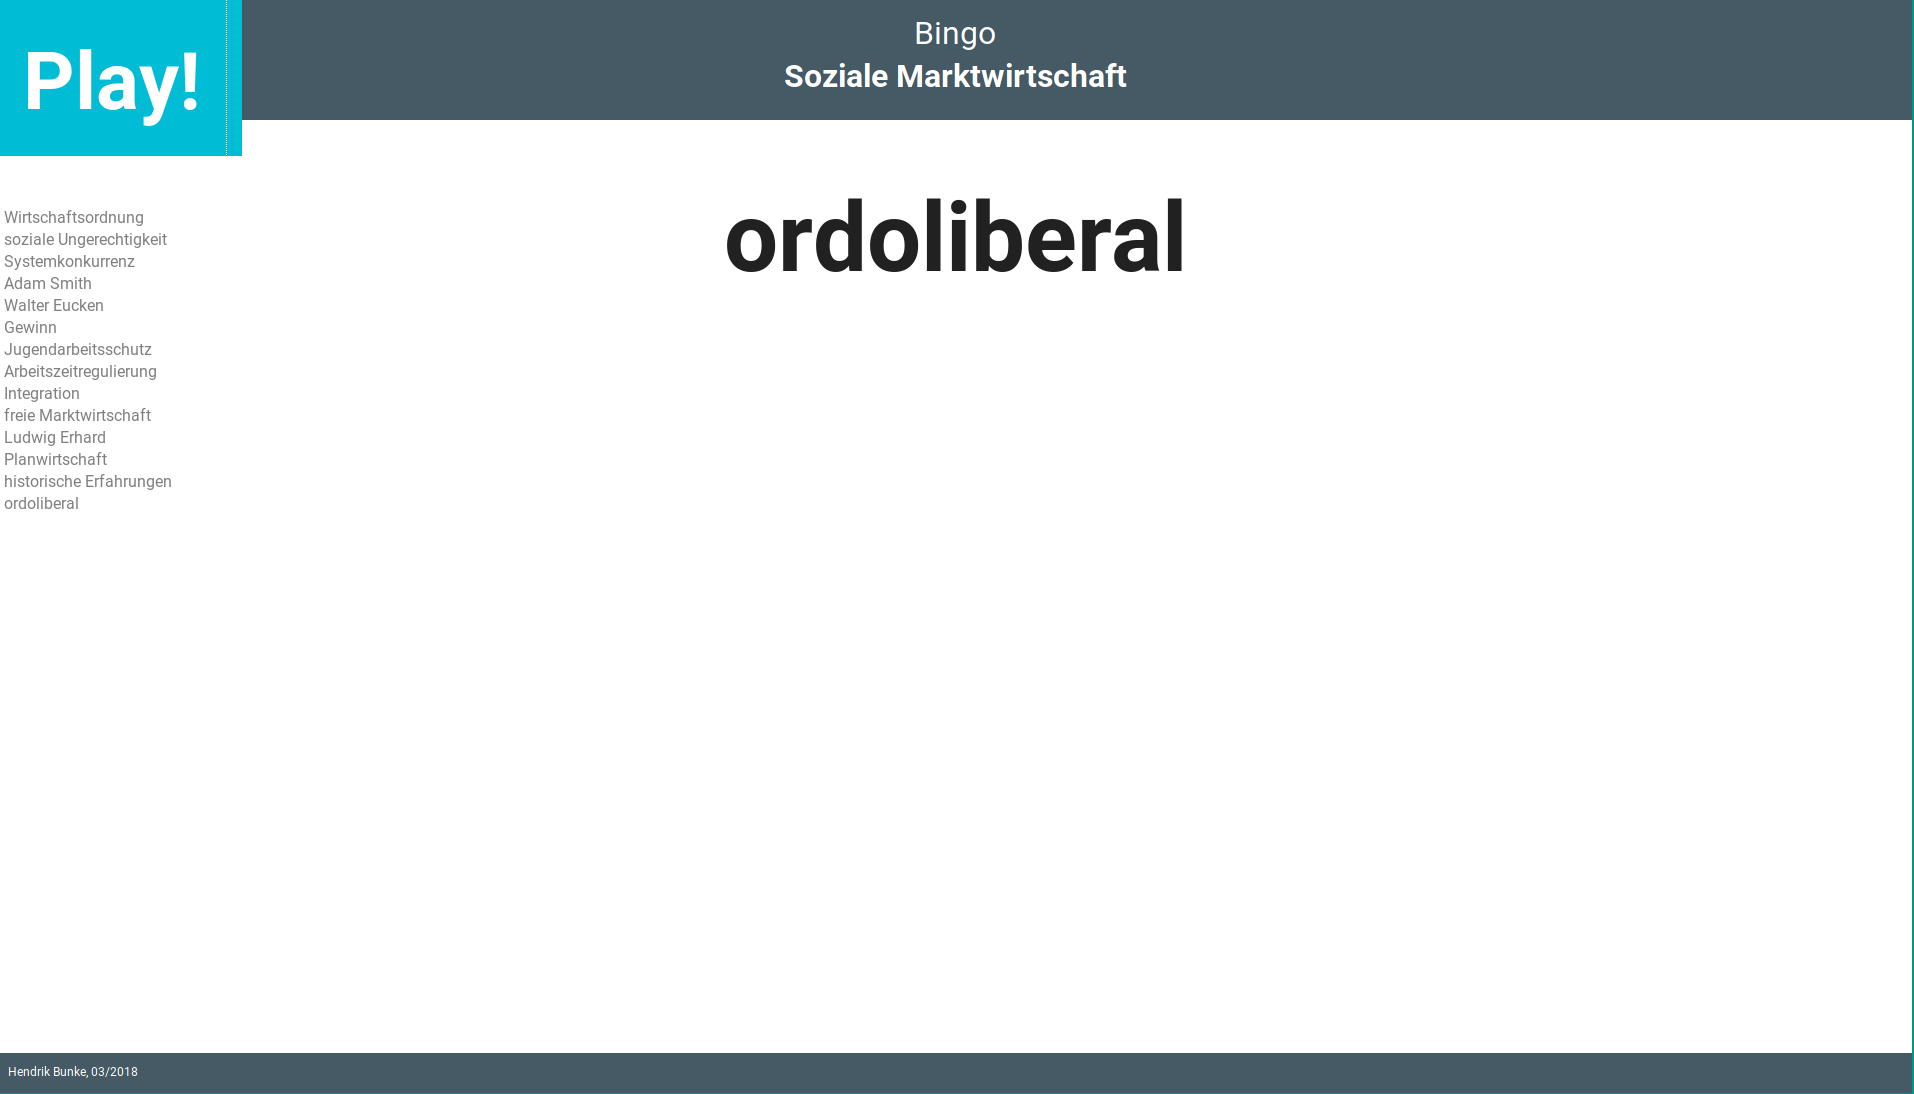 Play!
Bingo
Soziale Marktwirtschaft
ordoliberal
Wirtschaftsordnung
soziale Ungerechtigkeit
Systemkonkurrenz
Adam Smith
Walter Eucken
Gewinn
Jugendarbeitsschutz
Arbeitszeitregulierung
Integration
freie Marktwirtschaft
Ludwig Erhard
Planwirtschaft
historische Erfahrungen
ordoliberal
Hendrik Bunke, 03/2018